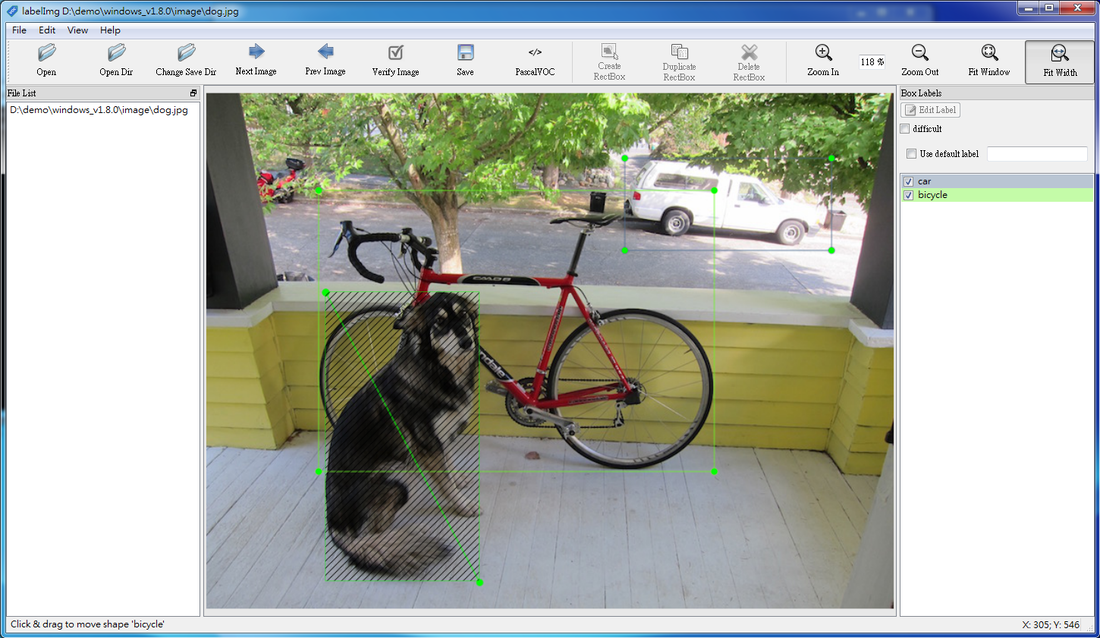 labelImg D:\demo\windows_v1.8.0\image\dog.jpg
File Edit View Help
Open
Open Dir
Change Save Dir
Next Image
Prev Image
Verify Image
Save
</>
PascalVOC
Create
RectBox
Duplicate
RectBox
Delete
RectBox
Zoom In
118 %
Zoom Out
Fit Window
Fit Width
File List
D:\demo\windows_v1.8.0\image\dog.jpg
Box Labels
Edit Label
difficult
Use default label
car
bicycle
Click & drag to move shape 'bicycle'
X: 305; Y: 546